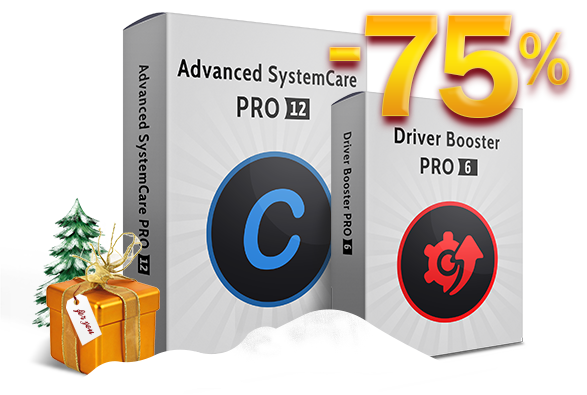 -75%
Advanced SystemCare
PRO 12
Advanced SystemCare PRO 12
Driver Booster
PRO 6
Driver Booster PRO 6
C
for you